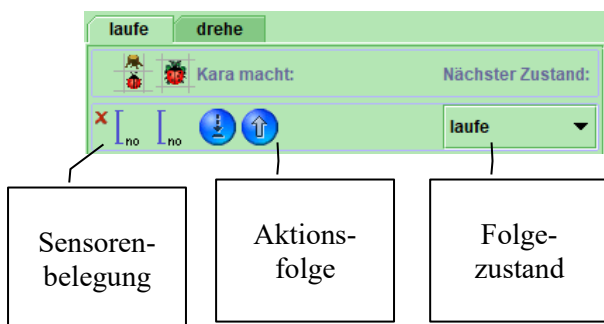 laufe drehe
Kara macht: Nächster Zustand:
x no no laufe
Sensoren-
belegung
Aktions-
folge
Folge-
zustand